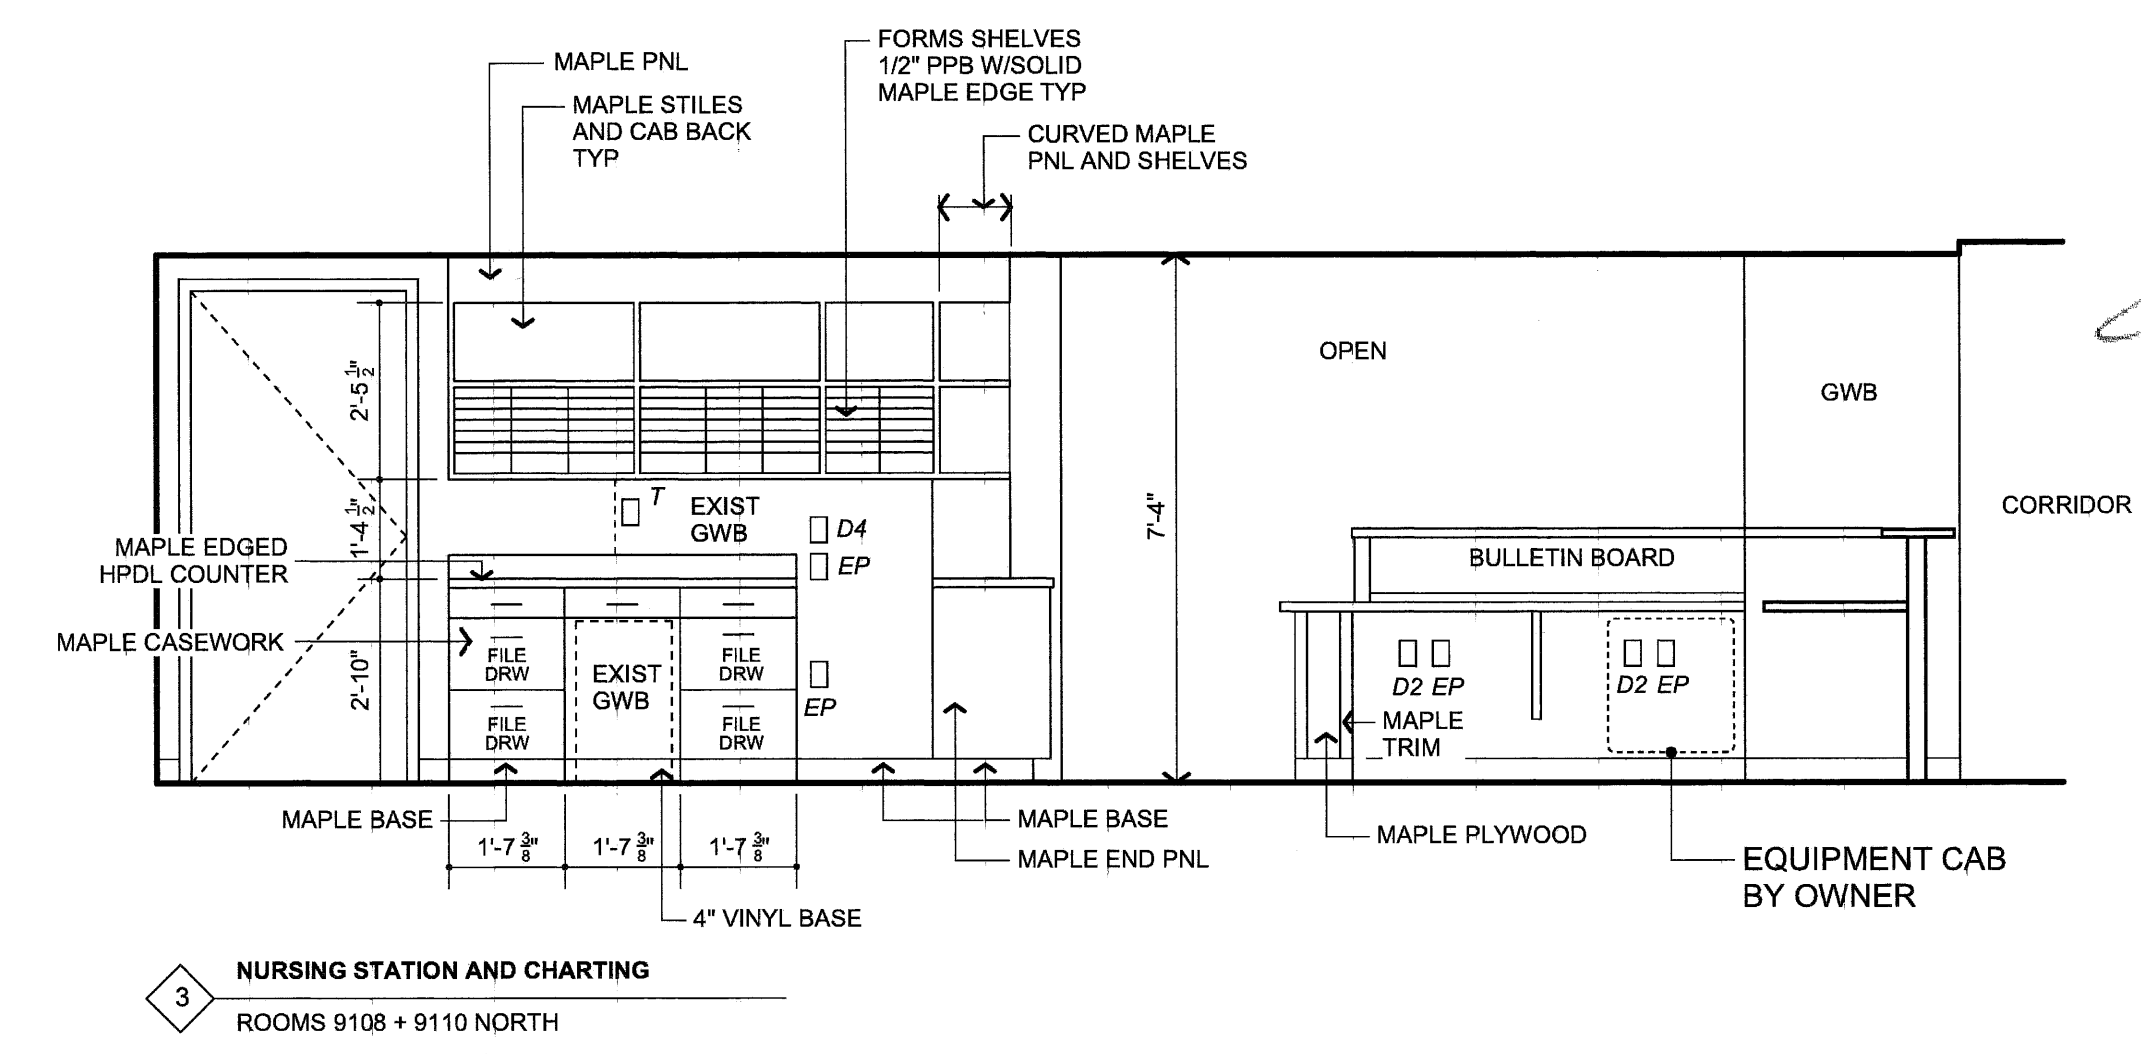 MAPLE PNL
MAPLE STILES
AND CAB BACK
TYP
FORMS SHELVES
1/2" PPB W/SOLID
MAPLE EDGE TYP
CURVED MAPLE
PNL AND SHELVES
2'-5 1/2"
1'-4 1/2"
2'-10"
MAPLE EDGED
HPDL COUNTER
MAPLE CASEWORK
T
EXIST
GWB
D4
EP
EP
FILE
DRW
FILE
DRW
EXIST
GWB
FILE
DRW
FILE
DRW
7'-4"
OPEN
GWB
CORRIDOR
BULLETIN BOARD
D2 EP
D2 EP
MAPLE
TRIM
MAPLE BASE
1'-7 3/8"
1'-7 3/8"
1'-7 3/8"
MAPLE BASE
MAPLE END PNL
4" VINYL BASE
MAPLE PLYWOOD
EQUIPMENT CAB
BY OWNER
3
NURSING STATION AND CHARTING
ROOMS 9108 + 9110 NORTH